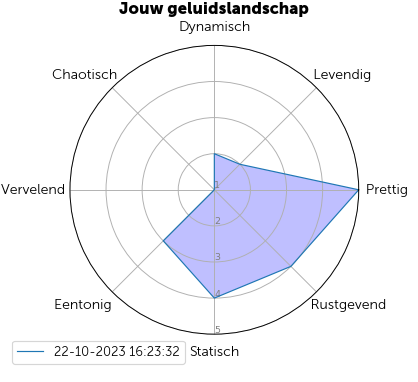 Jouw geluidslandschap
Dynamisch
Chaotisch
Levendig
Vervelend
1
Prettig
2
3
4
Eentonig
Rustgevend
5
22-10-2023 16:23:32
Statisch